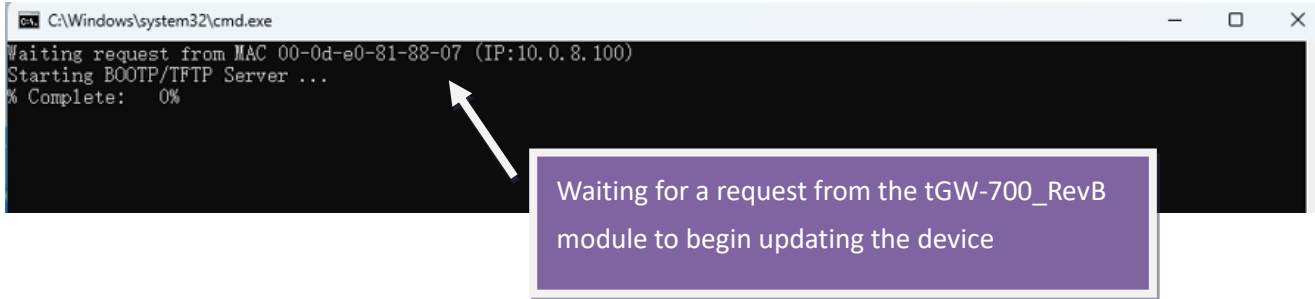 C:\Windows\system32\cmd.exe
Waiting request from MAC 00-0d-e0-81-88-07 (IP:10.0.8.100)
Starting BOOTP/TFTP Server ...
% Complete:   0%
Waiting for a request from the tGW-700_RevB
module to begin updating the device